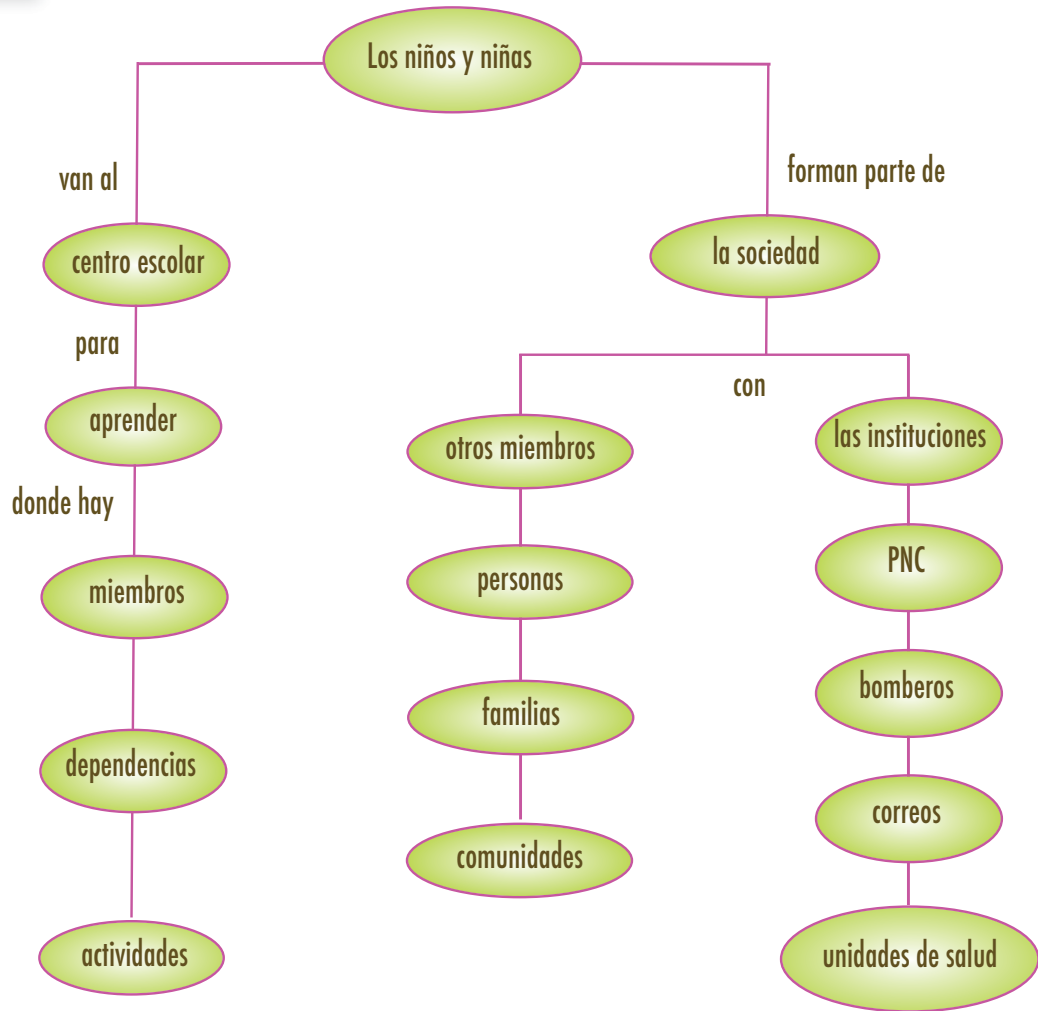 Los niños y niñas
van al
forman parte de
centro escolar
la sociedad
para
con
aprender
otros miembros
las instituciones
donde hay
miembros
personas
PNC
familias
bomberos
dependencias
correos
comunidades
actividades
unidades de salud